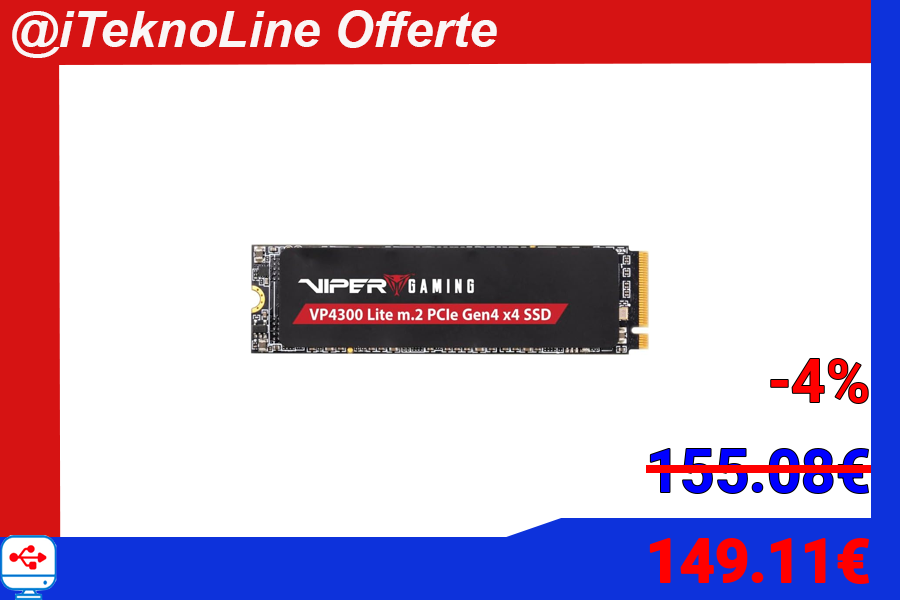 @iTeknoLine Offerte
VIPER GAMING
VP4300 Lite m.2 PCIe Gen4 x4 SSD
-4%
155.08€
149.11€